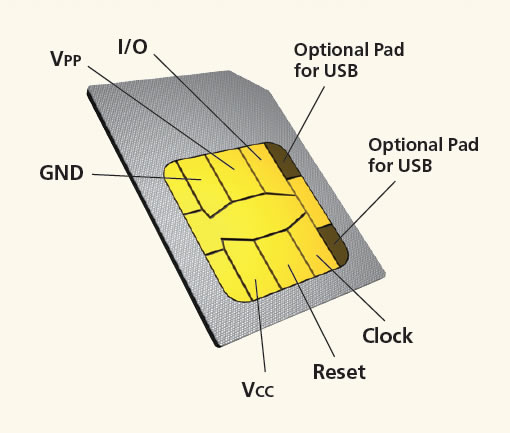 I/O
VPP
Optional Pad
for USB
Optional Pad
for USB
GND
Clock
Reset
VCC